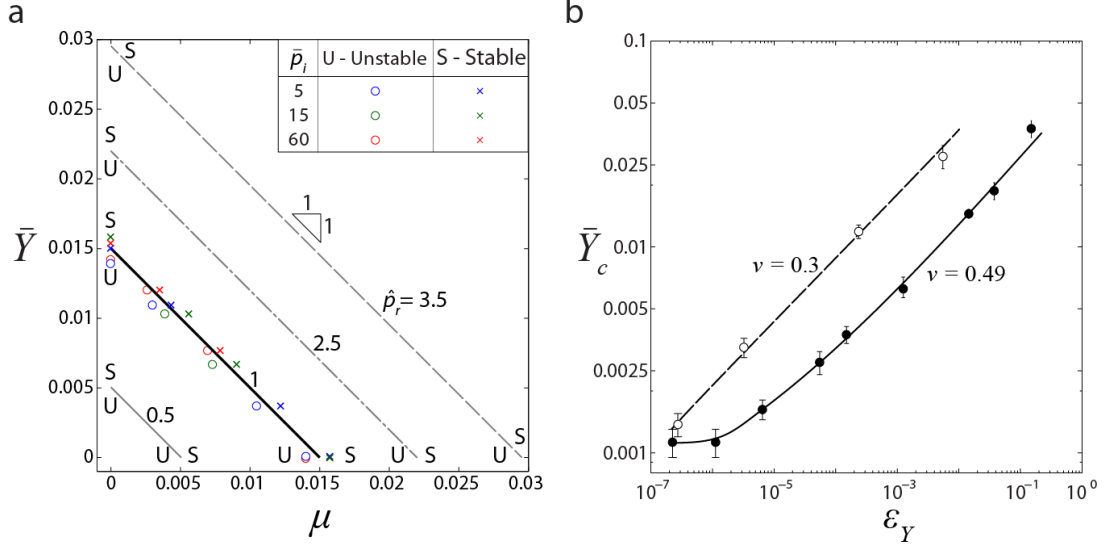 a
0.03
0.025
0.02
0.015
0.01
0.005
0
Ȳ
S
U
S
U
S
U
S
U
p̄ᵢ U - Unstable S - Stable
5
15
60
1
1
p̂ᵣ = 3.5
2.5
1
0.5
U S U S U S U S
0 0.005 0.01 0.015 0.02 0.025 0.03
μ
b
0.1
0.05
0.025
0.01
0.005
0.0025
0.001
Ȳc
ν = 0.3
ν = 0.49
10⁻⁷ 10⁻⁵ 10⁻³ 10⁻¹ 10⁰
εY